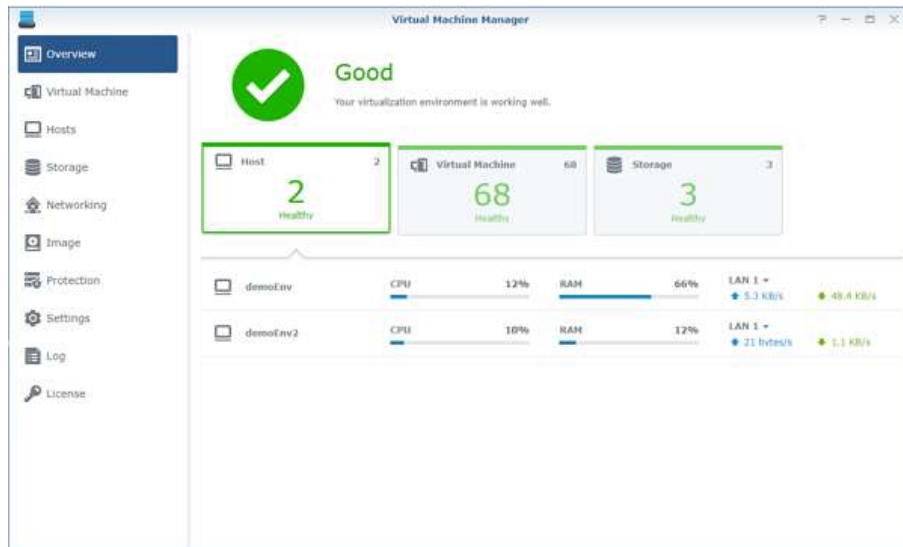 Virtual Machine Manager
Overview
Virtual Machine
Hosts
Storage
Networking
Image
Protection
Settings
Log
License
Good
Your virtualization environment is working well.
Host 2
2
Healthy
Virtual Machine 68
68
Healthy
Storage 3
3
Healthy
demoEnv CPU 12% RAM 66% LAN 1
5.3 KB/s 48.4 KB/s
demoEnv2 CPU 10% RAM 12% LAN 1
21 bytes/s 1.1 KB/s